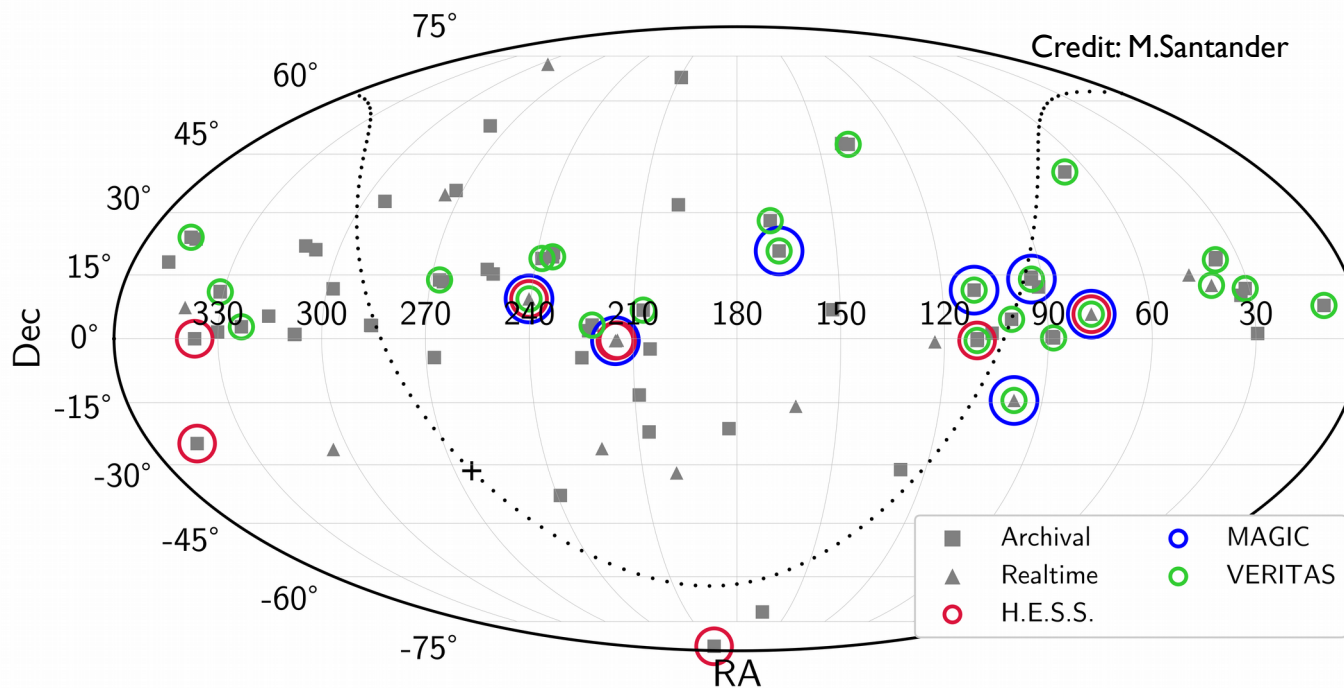 75°
Credit: M.Santander
60°
45°
30°
15°
330 300 270 240 210 180 150 120 90 60 30
Dec
0°
-15°
-30°
-45°
-60°
-75°
Archival
Realtime
H.E.S.S.
MAGIC
VERITAS
RA